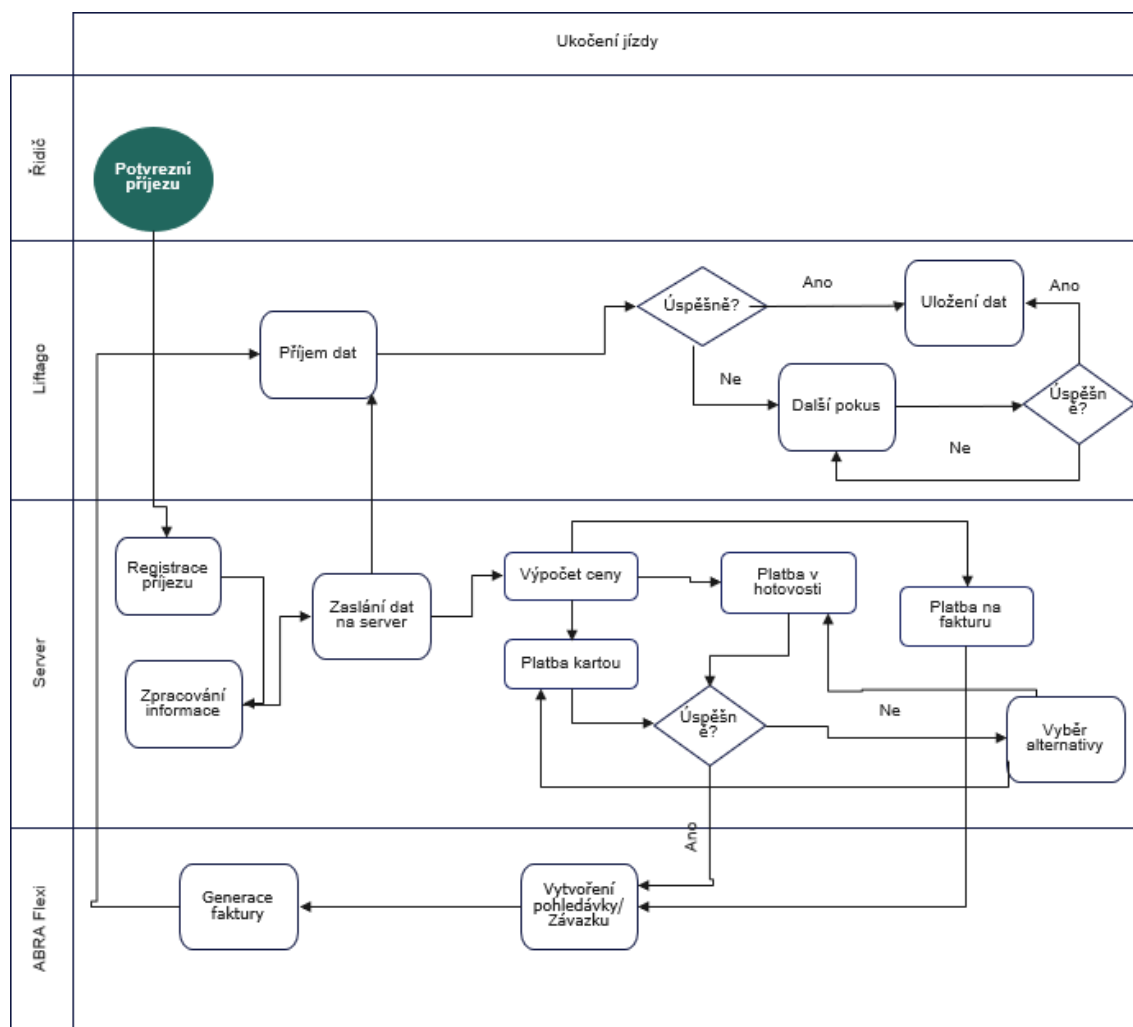 Ukočení jízdy
Řidič
Potvrezní
příjezu
Liftago
Příjem dat
Úspěšně?
Ano
Uložení dat
Ano
Ne
Další pokus
Úspěšn
ě?
Ne
Server
Registrace
příjezu
Zpracování
informace
Zaslání dat
na server
Výpočet ceny
Platba v
hotovosti
Platba na
fakturu
Platba kartou
Úspěšn
ě?
Ne
Vyběr
alternativy
Ano
ABRA Flexi
Generace
faktury
Vytvoření
pohledávky/
Závazku